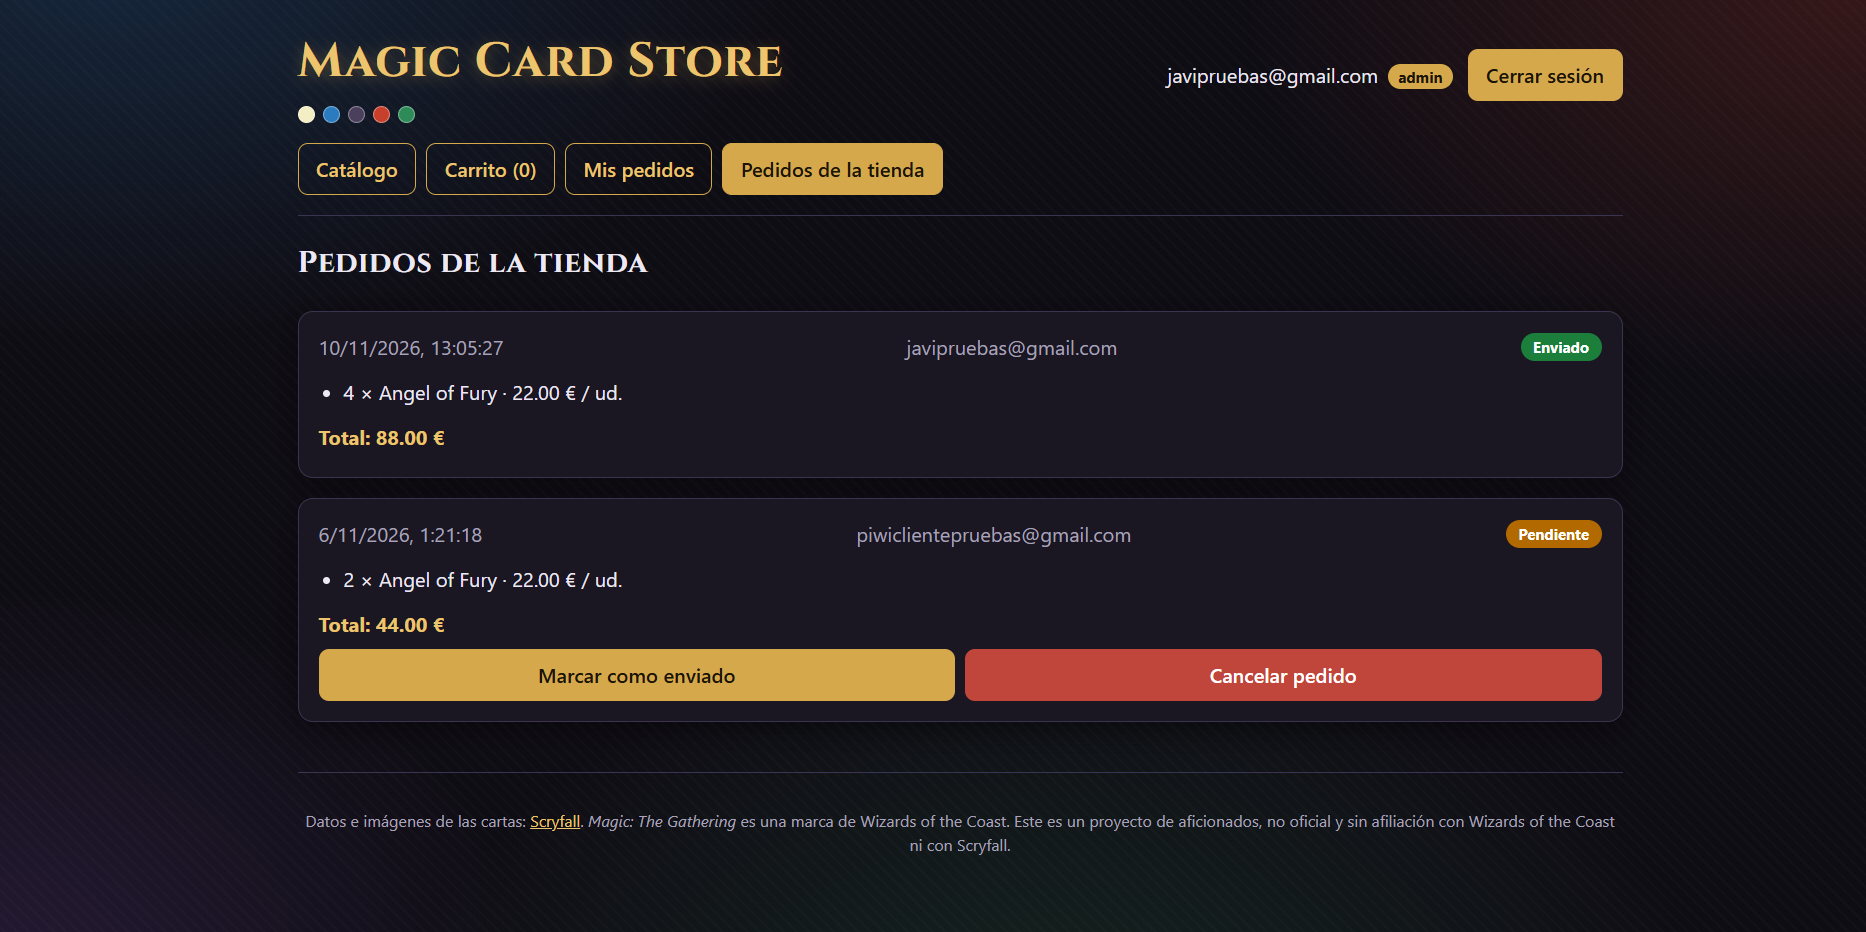 Magic Card Store
javipruebas@gmail.com admin Cerrar sesión
Catálogo Carrito (0) Mis pedidos Pedidos de la tienda
Pedidos de la tienda
10/11/2026, 13:05:27 javipruebas@gmail.com Enviado
• 4 × Angel of Fury · 22.00 € / ud.
Total: 88.00 €
6/11/2026, 1:21:18 piwiclientepruebas@gmail.com Pendiente
• 2 × Angel of Fury · 22.00 € / ud.
Total: 44.00 €
Marcar como enviado Cancelar pedido
Datos e imágenes de las cartas: Scryfall. Magic: The Gathering es una marca de Wizards of the Coast. Este es un proyecto de aficionados, no oficial y sin afiliación con Wizards of the Coast
ni con Scryfall.